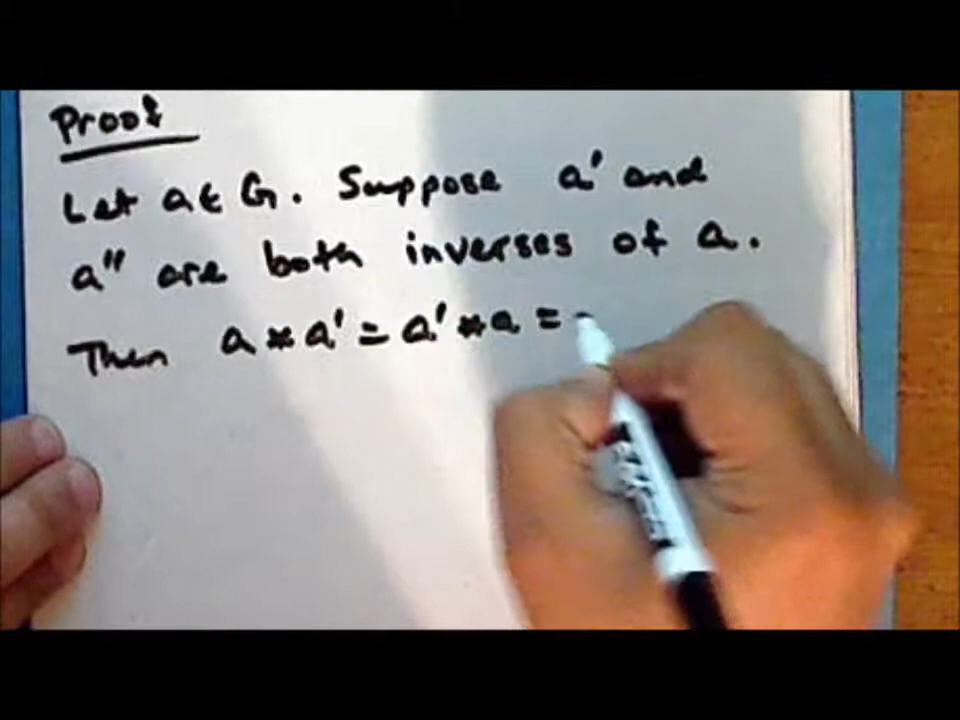 Proof
Let a ∈ G. Suppose a' and
a'' are both inverses of a.
Then a * a' = a' * a =